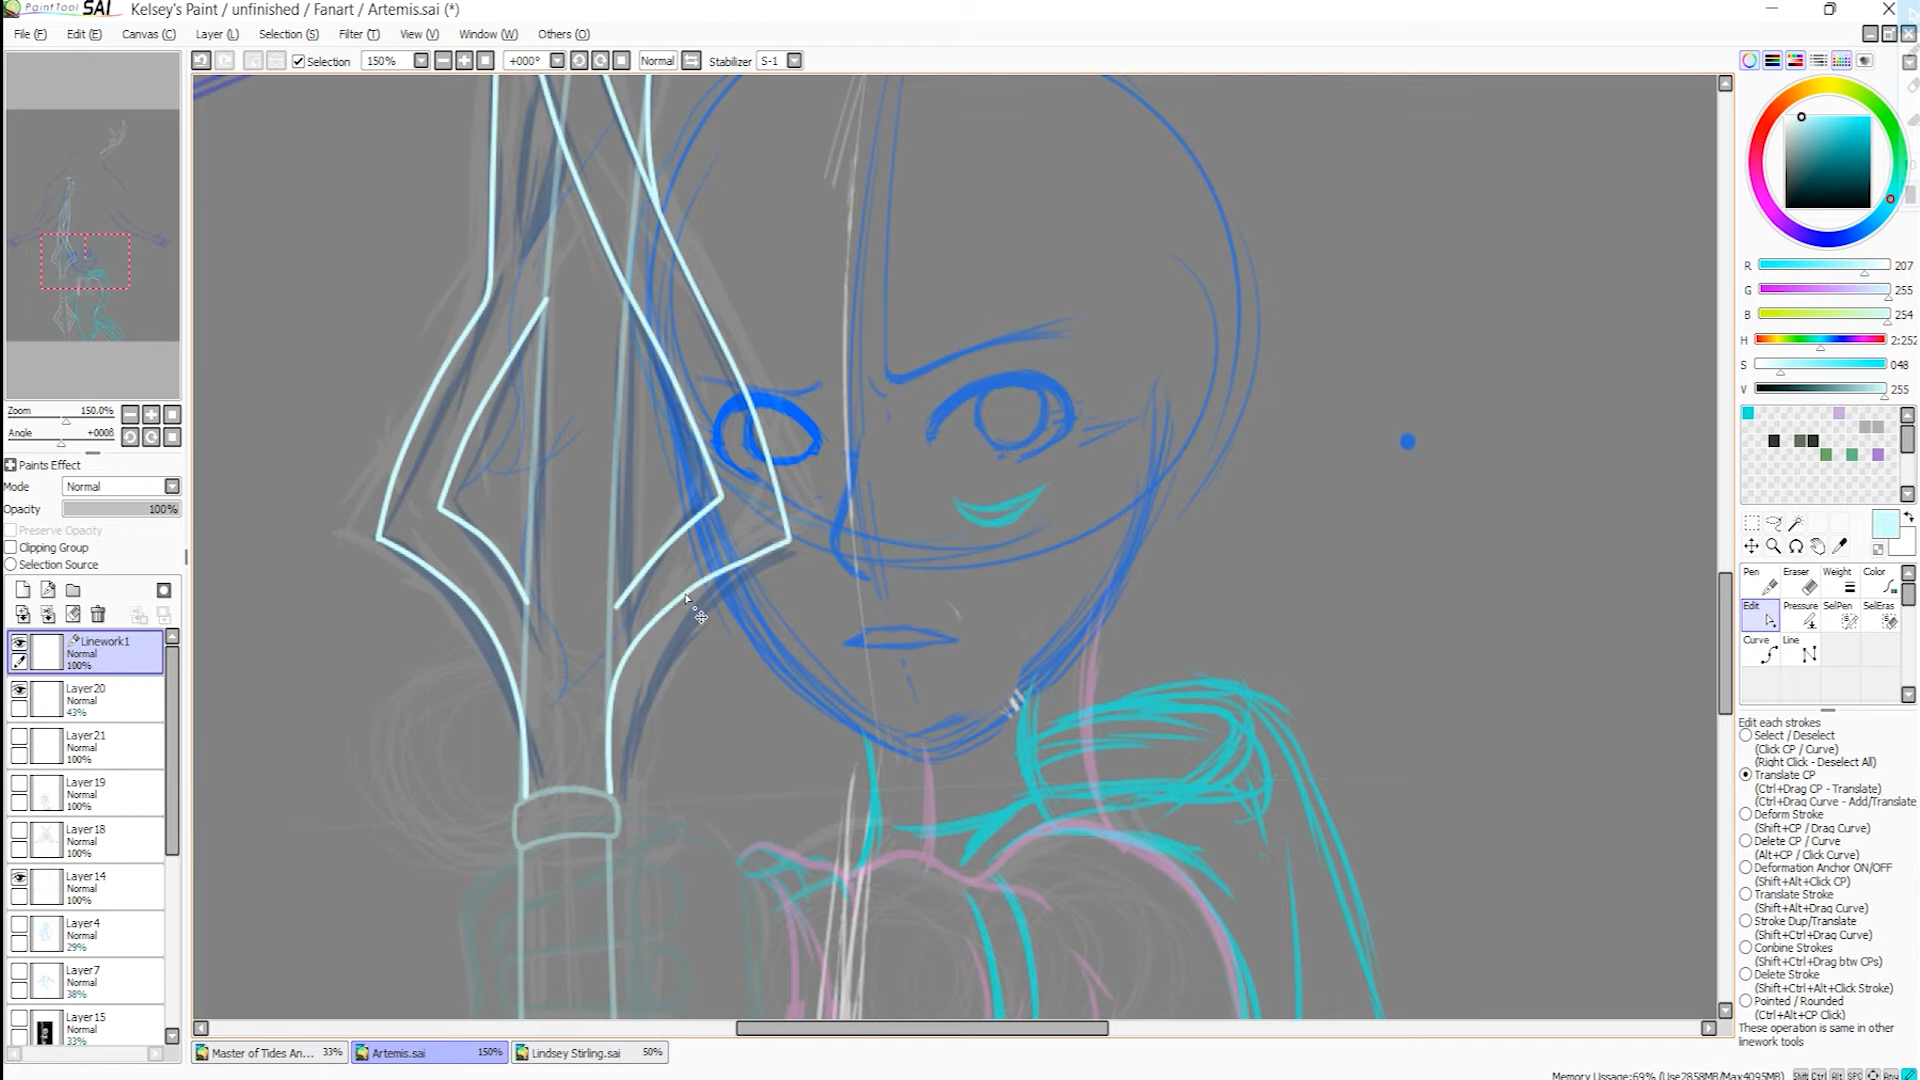 PaintTool SAI Kelsey's Paint / unfinished / Fanart / Artemis.sai (*)
File (F) Edit (E) Canvas (C) Layer (L) Selection (S) Filter (T) View (V) Window (W) Others (O)
Selection 150% +000° Normal Stabilizer S-1
R 207
G 255
B 254
S 048
V 255
Zoom 150.0%
Angle
Paints Effect
Mode Normal
Opacity 100%
Preserve Opacity
Clipping Group
Selection Source
Linework1
Normal
100%
Layer20
Normal
43%
Layer21
Normal
100%
Layer19
Normal
100%
Layer18
Normal
100%
Layer14
Normal
100%
Layer4
Normal
29%
Layer7
Normal
38%
Layer15
Normal
33%
Pen Eraser Weight Color
Edit Pressure SelPen SelEras
Curve Line
Edit each strokes
Select / Deselect
(Click CP / Curve)
(Right Click - Deselect All)
Translate CP
(Ctrl+Drag CP - Translate)
(Ctrl+Drag Curve - Add/Translate
Deform Stroke
(Shift+CP / Drag Curve)
Delete CP / Curve
(Alt+CP / Click Curve)
Deformation Anchor ON/OFF
(Shift+Alt+Click CP)
Translate Stroke
(Shift+Alt+Drag Curve)
Stroke Dup/Translate
(Shift+Ctrl+Drag Curve)
Conbine Strokes
(Shift+Ctrl+Drag btw CPs)
Delete Stroke
(Shift+Ctrl+Alt+Click Stroke)
Pointed / Rounded
(Ctrl+Alt+CP Click)
These operation is same in other
linework tools
Master of Tides An... 33% Artemis.sai 150% Lindsey Stirling.sai 50%
Memory Ussage:69% (Use2858MB/Max4095MB) Shift Ctrl Alt SPC Any